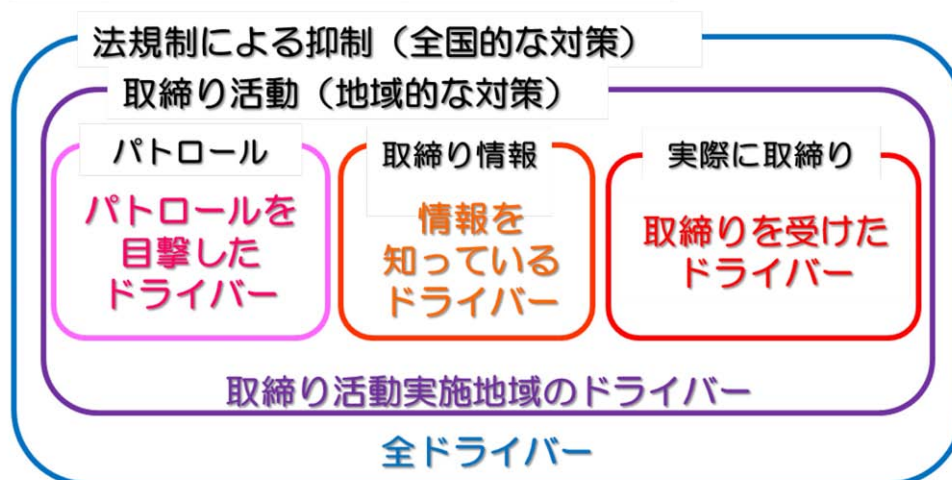 法規制による抑制（全国的な対策）
取締り活動（地域的な対策）
パトロール
パトロールを
目撃した
ドライバー
取締り情報
情報を
知っている
ドライバー
実際に取締り
取締りを受けた
ドライバー
取締り活動実施地域のドライバー
全ドライバー